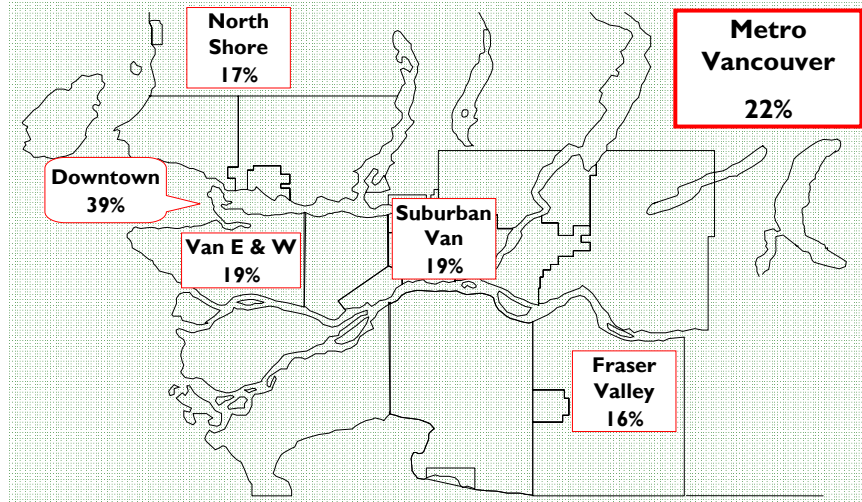 North
Shore
17%
Metro
Vancouver
22%
Downtown
39%
Suburban
Van
19%
Van E & W
19%
Fraser
Valley
16%